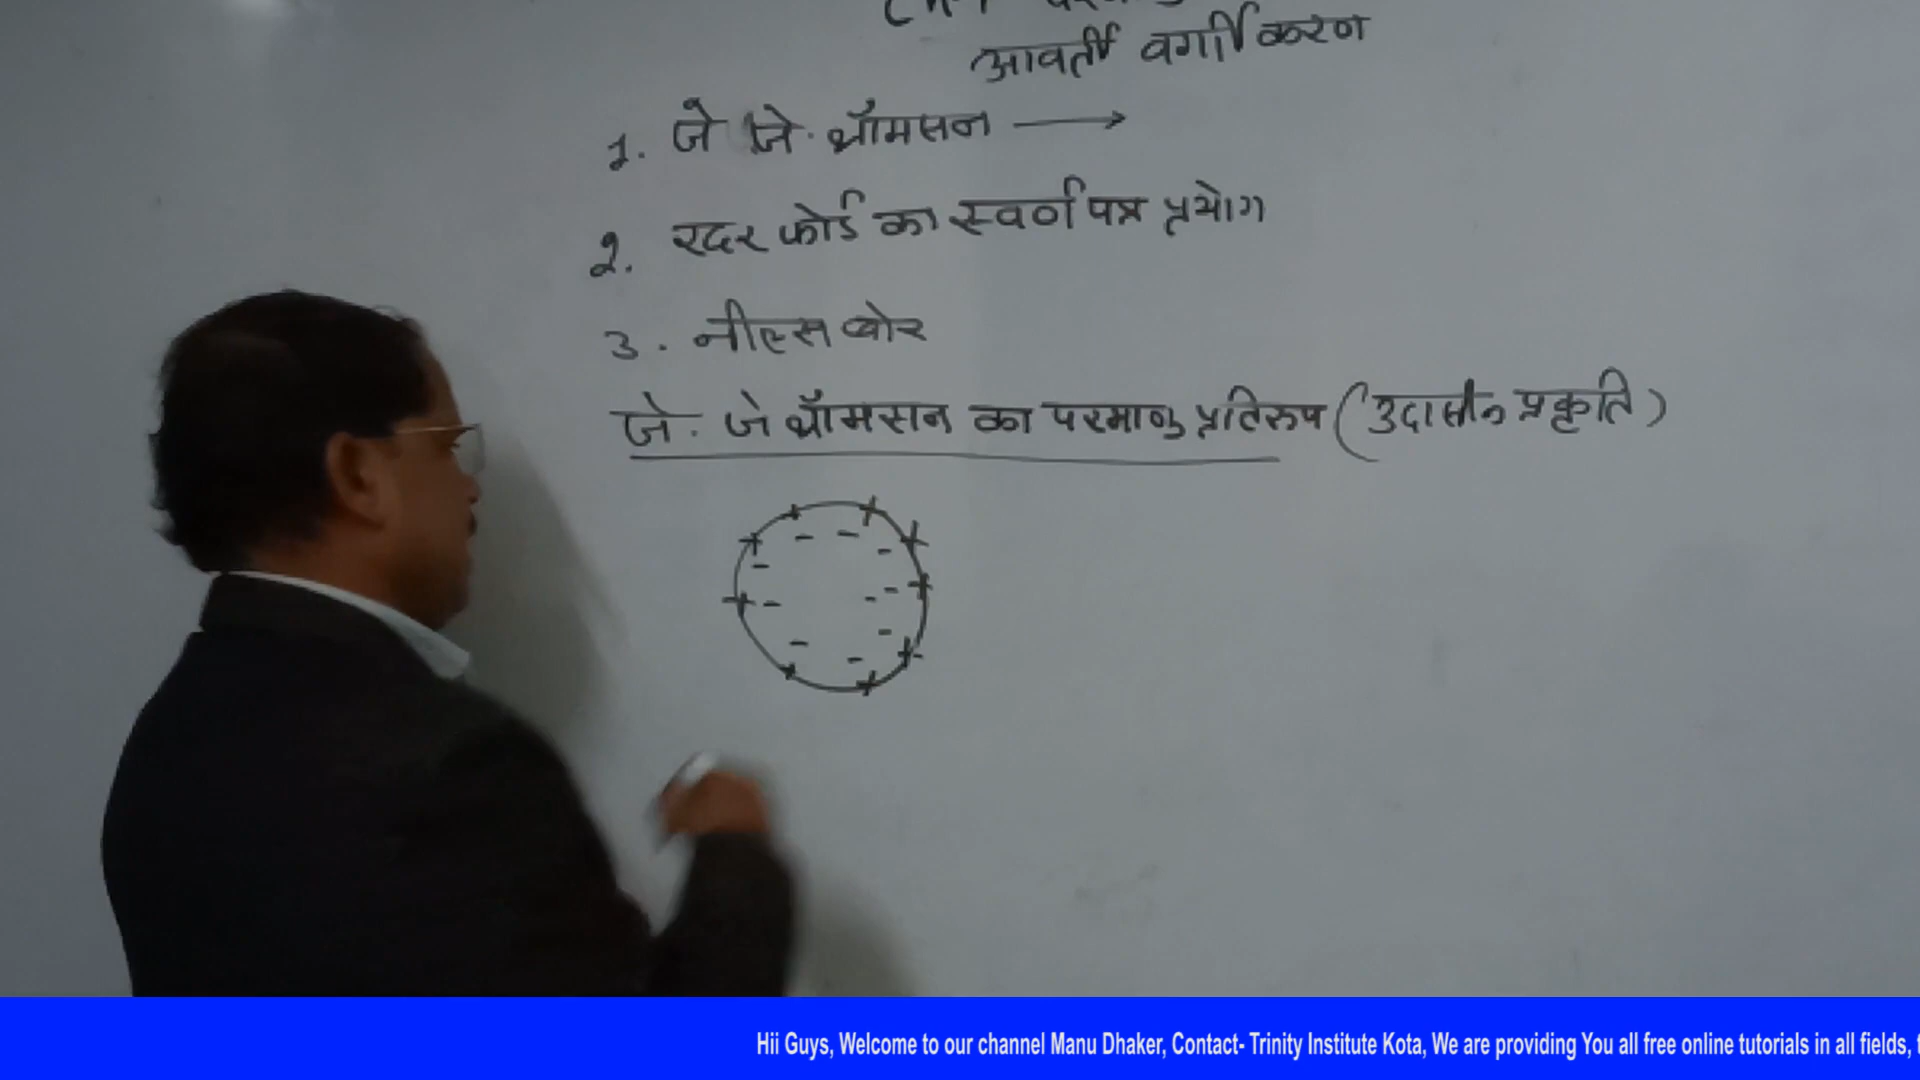 आवर्ती वर्गीकरण
1. जे जे. थॉमसन →
2. रदर फोर्ड का स्वर्ण पत्र प्रयोग
3. नील्स बोर
जे. जे थॉमसन का परमाणु प्रतिरुप (उदासीन प्रकृति)
Hii Guys, Welcome to our channel Manu Dhaker, Contact- Trinity Institute Kota, We are providing You all free online tutorials in all fields,